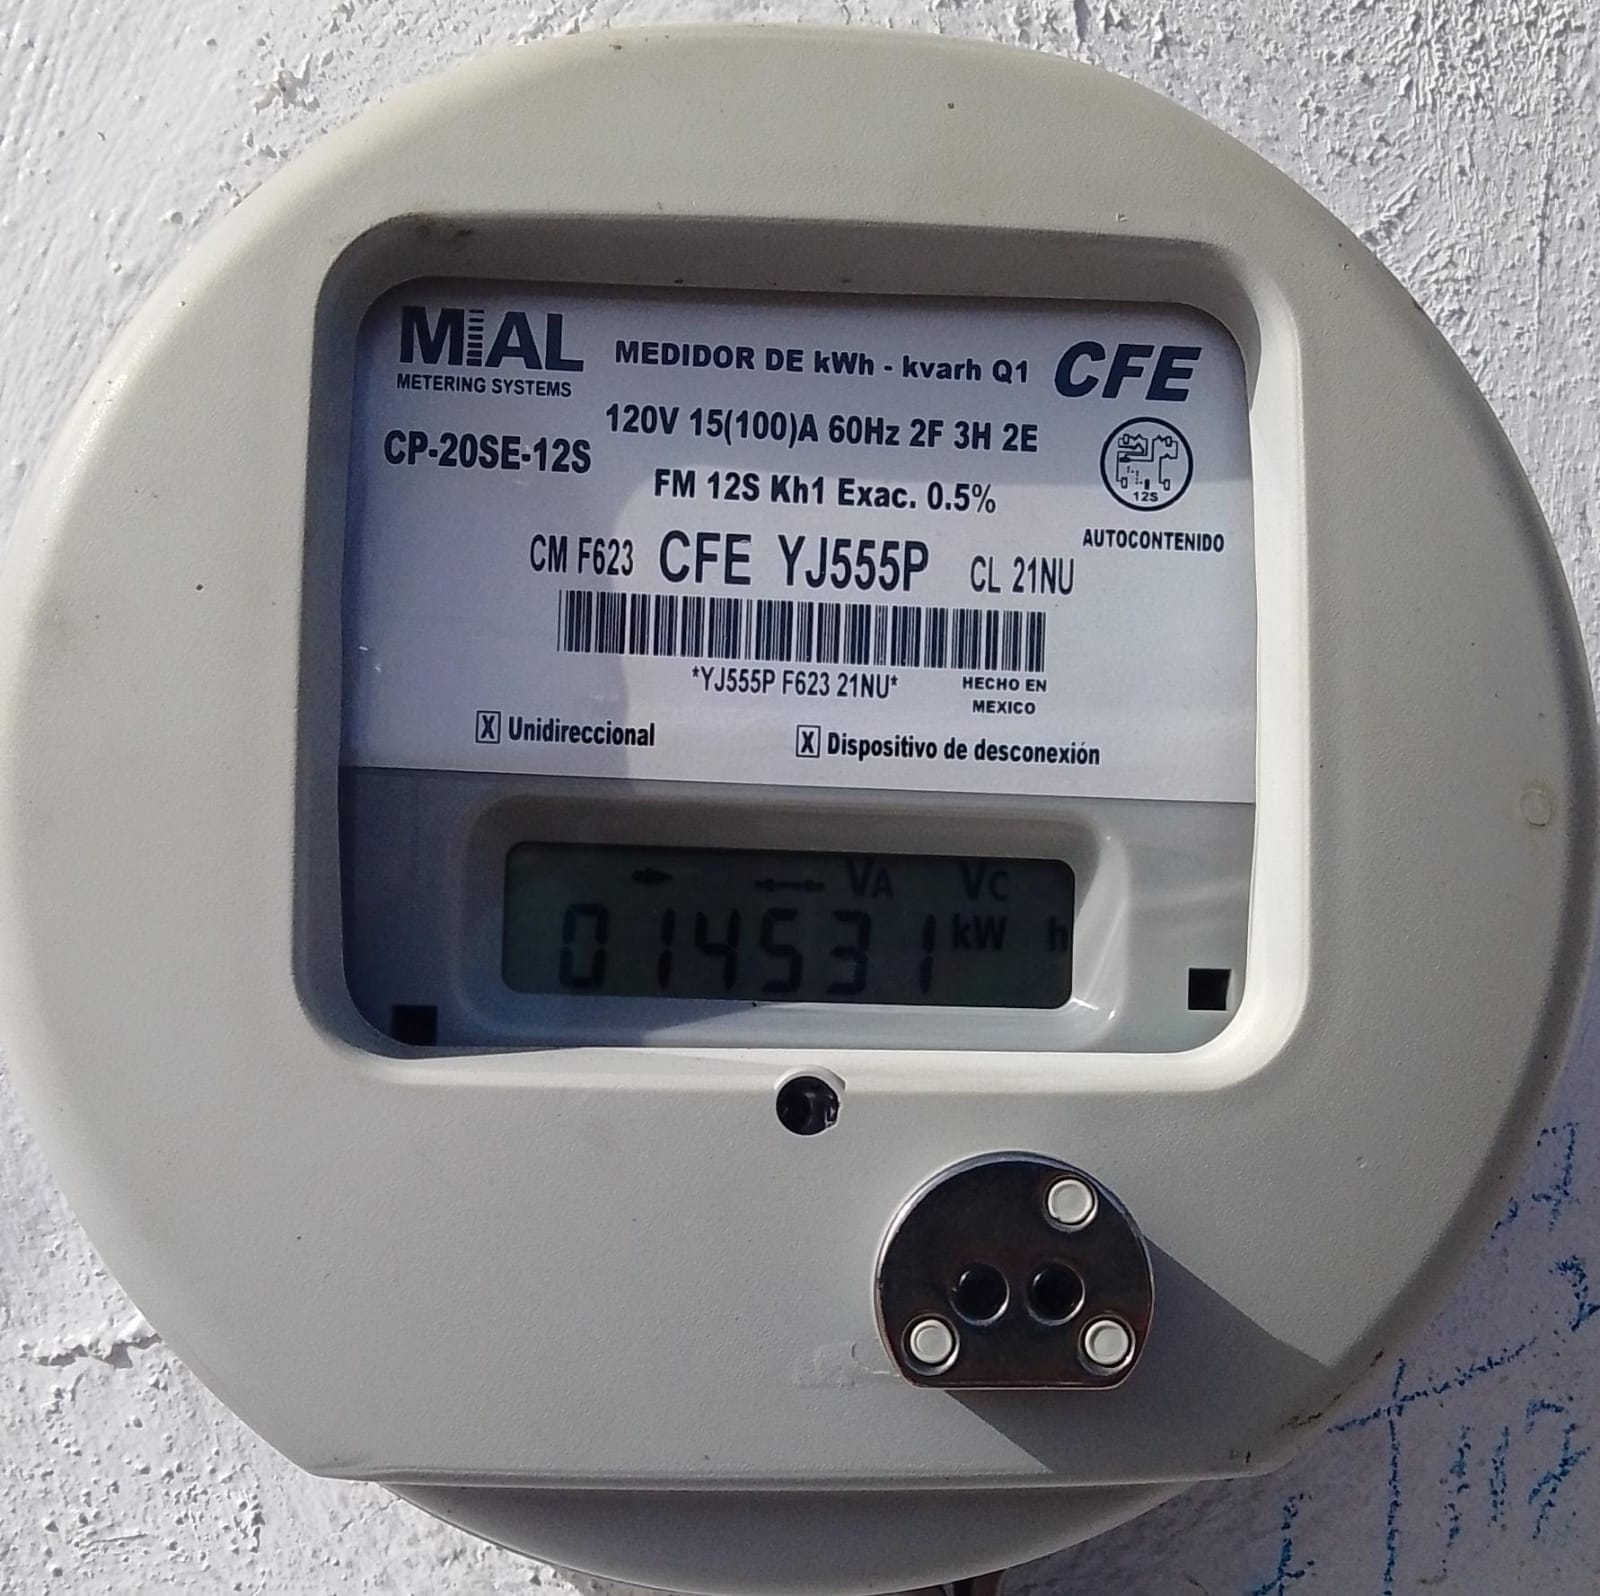 MIAL
METERING SYSTEMS
MEDIDOR DE kWh - kvarh Q1
CFE
CP-20SE-12S
120V 15(100)A 60Hz 2F 3H 2E
FM 12S Kh1 Exac. 0.5%
12S
AUTOCONTENIDO
CM F623 CFE YJ555P CL 21NU
*YJ555P F623 21NU*
HECHO EN
MEXICO
X Unidireccional
X Dispositivo de desconexión
VA VC
014531 kW h